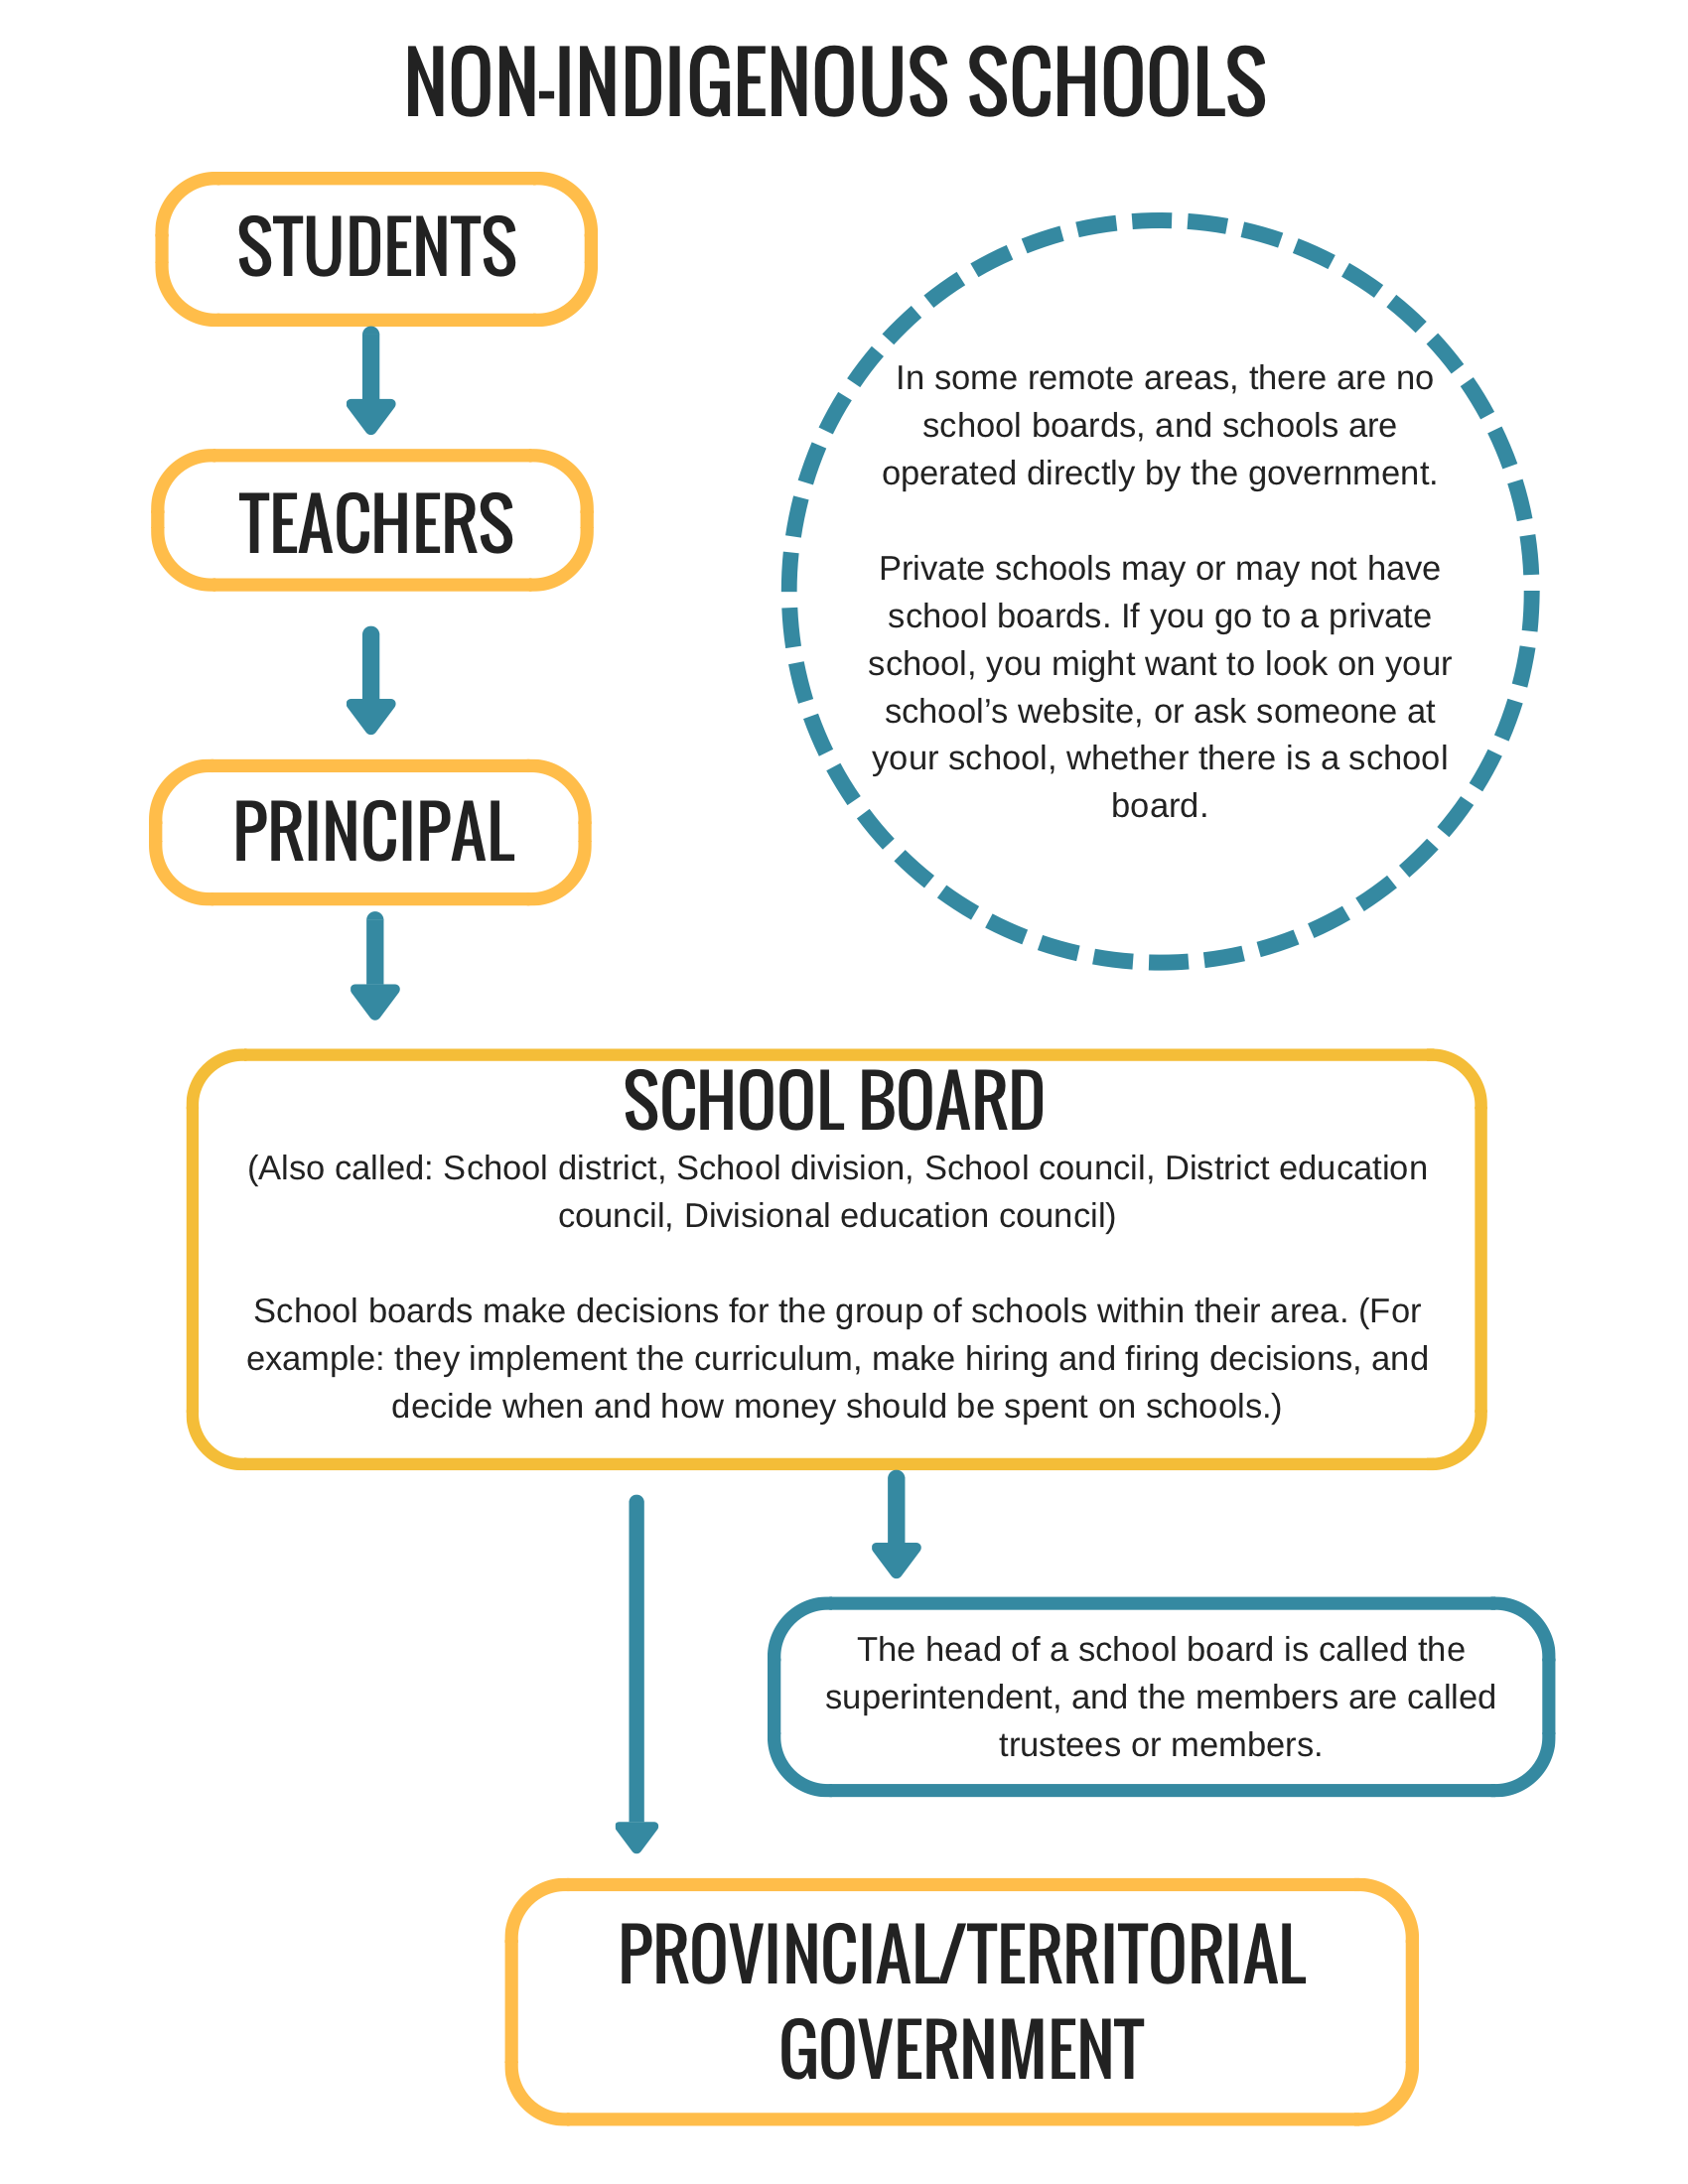 NON-INDIGENOUS SCHOOLS
STUDENTS
TEACHERS
PRINCIPAL
In some remote areas, there are no
school boards, and schools are
operated directly by the government.
Private schools may or may not have
school boards. If you go to a private
school, you might want to look on your
school’s website, or ask someone at
your school, whether there is a school
board.
SCHOOL BOARD
(Also called: School district, School division, School council, District education
council, Divisional education council)
School boards make decisions for the group of schools within their area. (For
example: they implement the curriculum, make hiring and firing decisions, and
decide when and how money should be spent on schools.)
The head of a school board is called the
superintendent, and the members are called
trustees or members.
PROVINCIAL/TERRITORIAL
GOVERNMENT